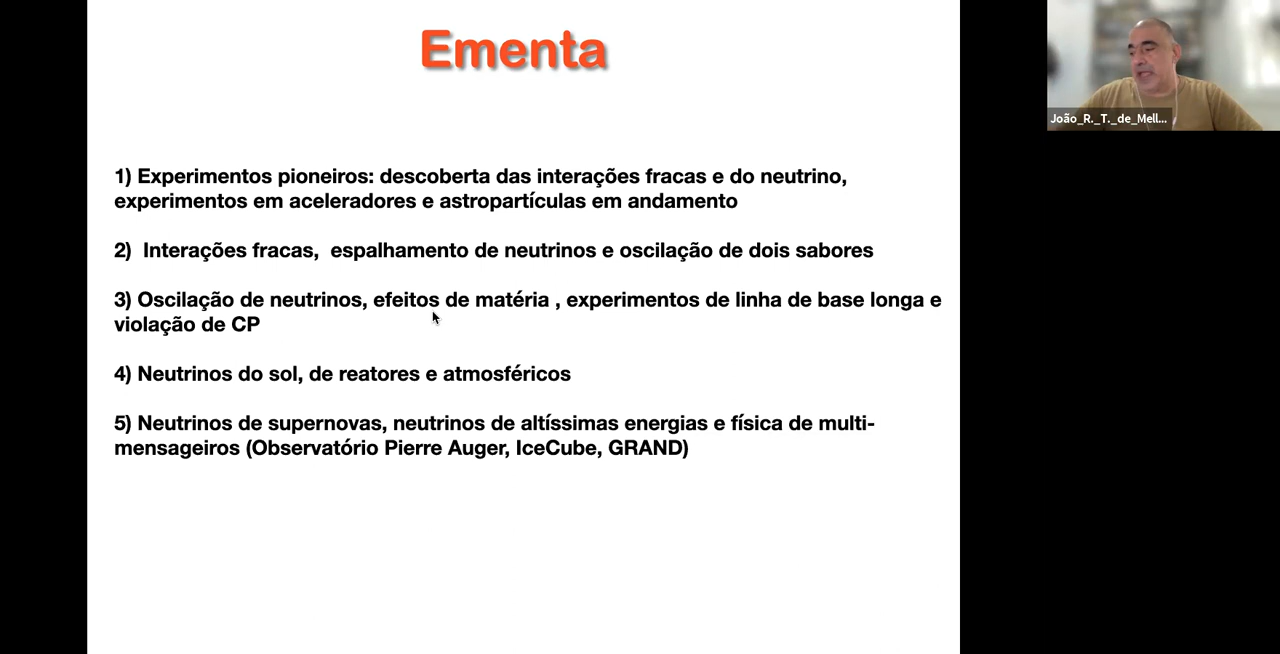 Ementa
João_R._T._de_Mell...
1) Experimentos pioneiros: descoberta das interações fracas e do neutrino,
experimentos em aceleradores e astropartículas em andamento
2)  Interações fracas,  espalhamento de neutrinos e oscilação de dois sabores
3) Oscilação de neutrinos, efeitos de matéria , experimentos de linha de base longa e
violação de CP
4) Neutrinos do sol, de reatores e atmosféricos
5) Neutrinos de supernovas, neutrinos de altíssimas energias e física de multi-
mensageiros (Observatório Pierre Auger, IceCube, GRAND)